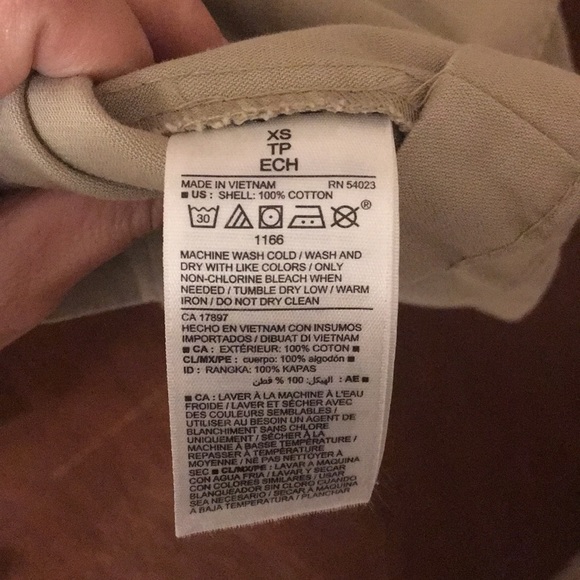 XS
TP
ECH
MADE IN VIETNAM RN 54023
■ US : SHELL: 100% COTTON
30 ®
1166
MACHINE WASH COLD / WASH AND
DRY WITH LIKE COLORS / ONLY
NON-CHLORINE BLEACH WHEN
NEEDED / TUMBLE DRY LOW / WARM
IRON / DO NOT DRY CLEAN
CA 17897
HECHO EN VIETNAM CON INSUMOS
IMPORTADOS / DIBUAT DI VIETNAM
■ CA : EXTÉRIEUR: 100% COTON ■
CL/MX/PE : cuerpo: 100% algodón ■
ID : RANGKA: 100% KAPAS
■ AE : الهيكل: 100 % قطن
■ CA : LAVER À LA MACHINE À L'EAU
FROIDE / LAVER ET SÉCHER AVEC
DES COULEURS SEMBLABLES /
UTILISER AU BESOIN UN AGENT DE
BLANCHIMENT SANS CHLORE
UNIQUEMENT / SÉCHER À LA
MACHINE À BASSE TEMPÉRATURE /
REPASSER À TEMPÉRATURE
MOYENNE / NE PAS NETTOYER À
SEC ■ CL/MX/PE : LAVAR A MAQUINA
CON AGUA FRIA / LAVAR Y SECAR
CON COLORES SIMILARES / USAR
BLANQUEADOR SIN CLORO CUANDO
SEA NECESARIO / SECAR A MAQUINA
A BAJA TEMPERATURA / PLANCHAR